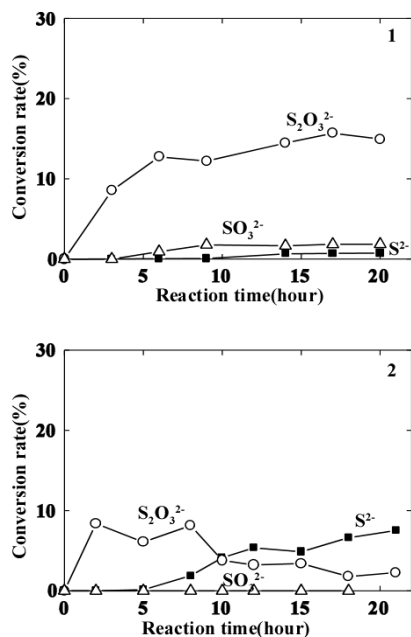 30
1
Conversion rate(%)
20
S₂O₃²⁻
10
SO₃²⁻
S²⁻
0
0 5 10 15 20
Reaction time(hour)
30
2
Conversion rate(%)
20
S₂O₃²⁻
S²⁻
10
SO₃²⁻
0
0 5 10 15 20
Reaction time(hour)